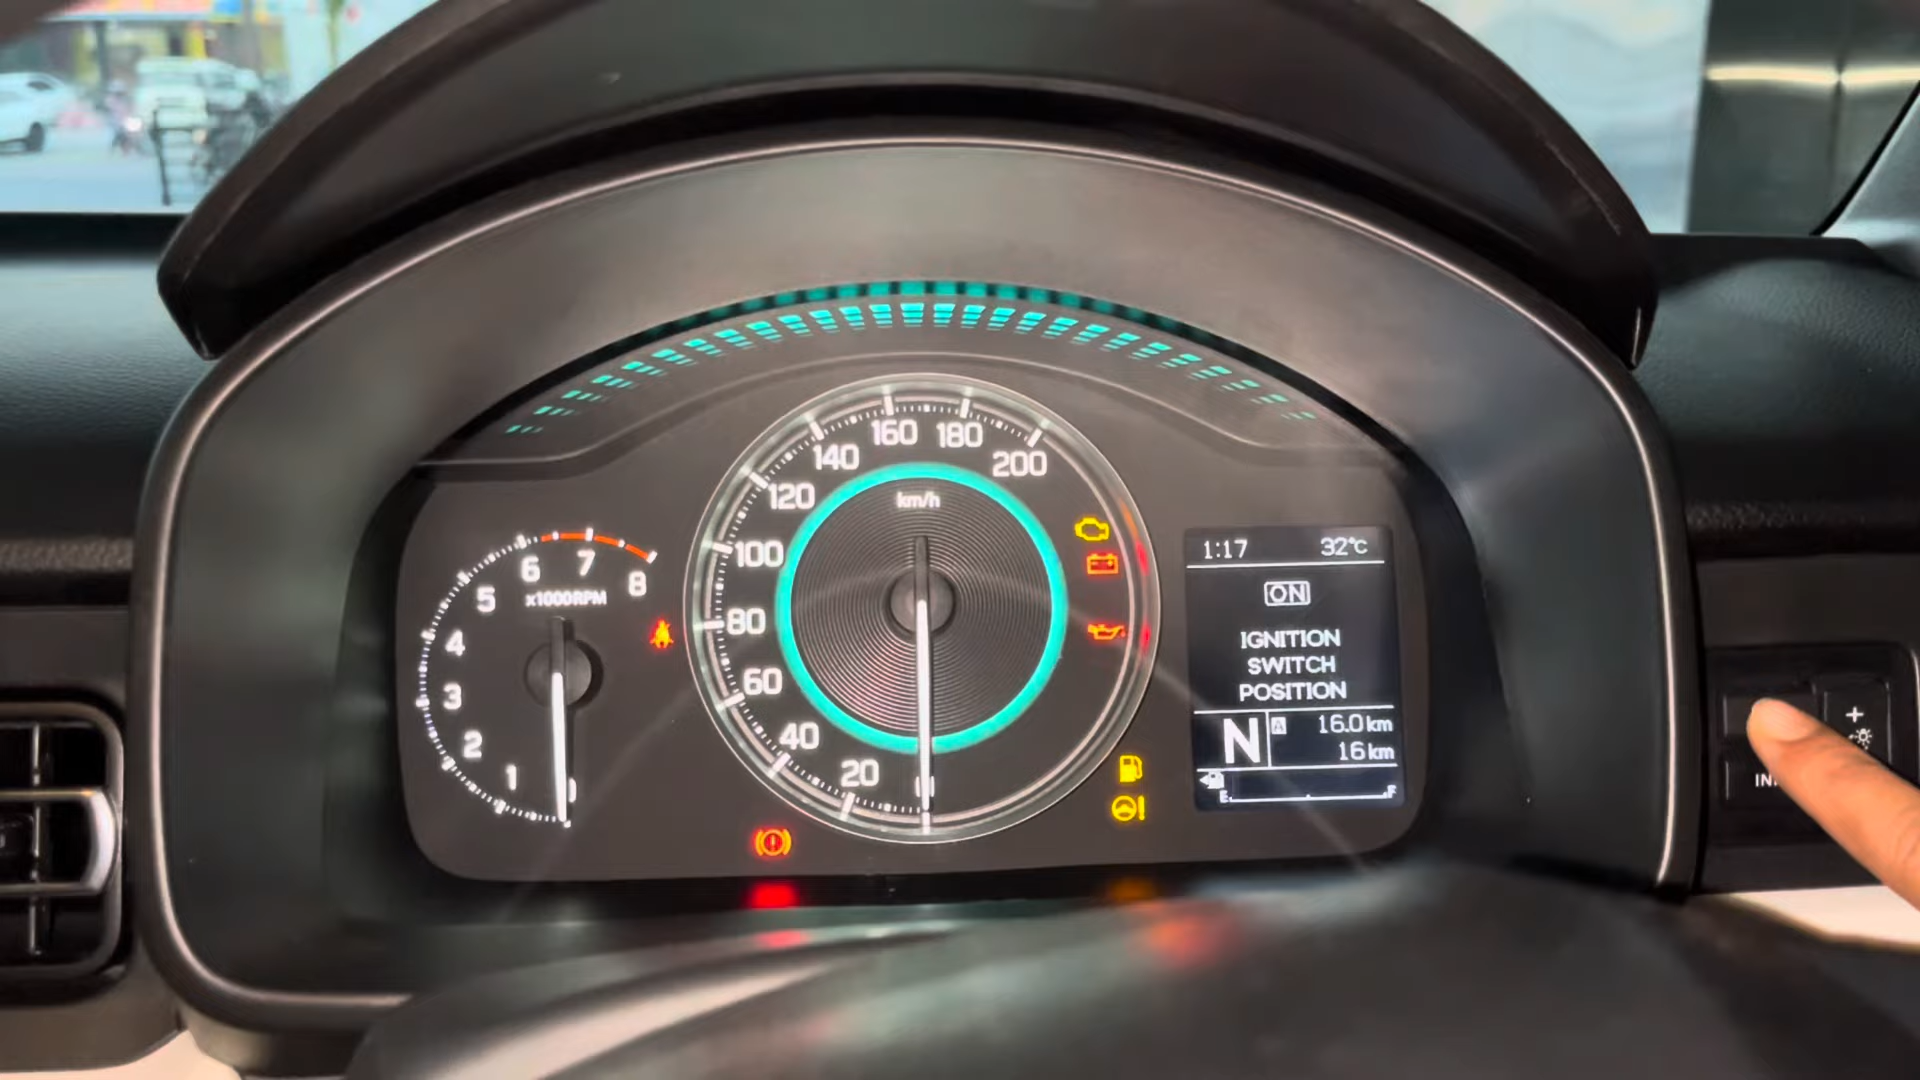 160 180
140 200
120
km/h
100
80
60
40
20
6 7 8
5
x1000RPM
4
3
2
1
1:17 32°C
ON
IGNITION
SWITCH
POSITION
N A 16.0 km
16 km
E F
+